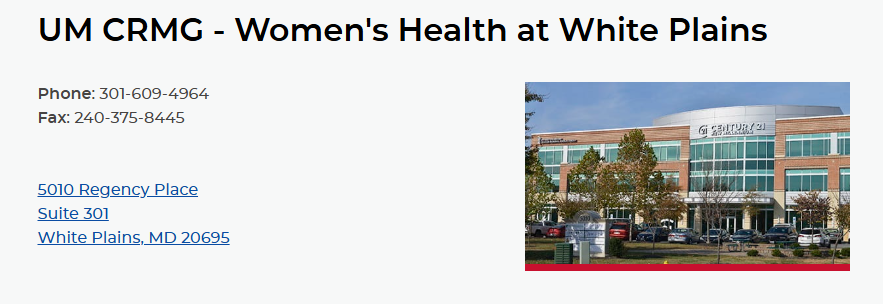 UM CRMG - Women's Health at White Plains
Phone: 301-609-4964
Fax: 240-375-8445
5010 Regency Place
Suite 301
White Plains, MD 20695
CENTURY 21